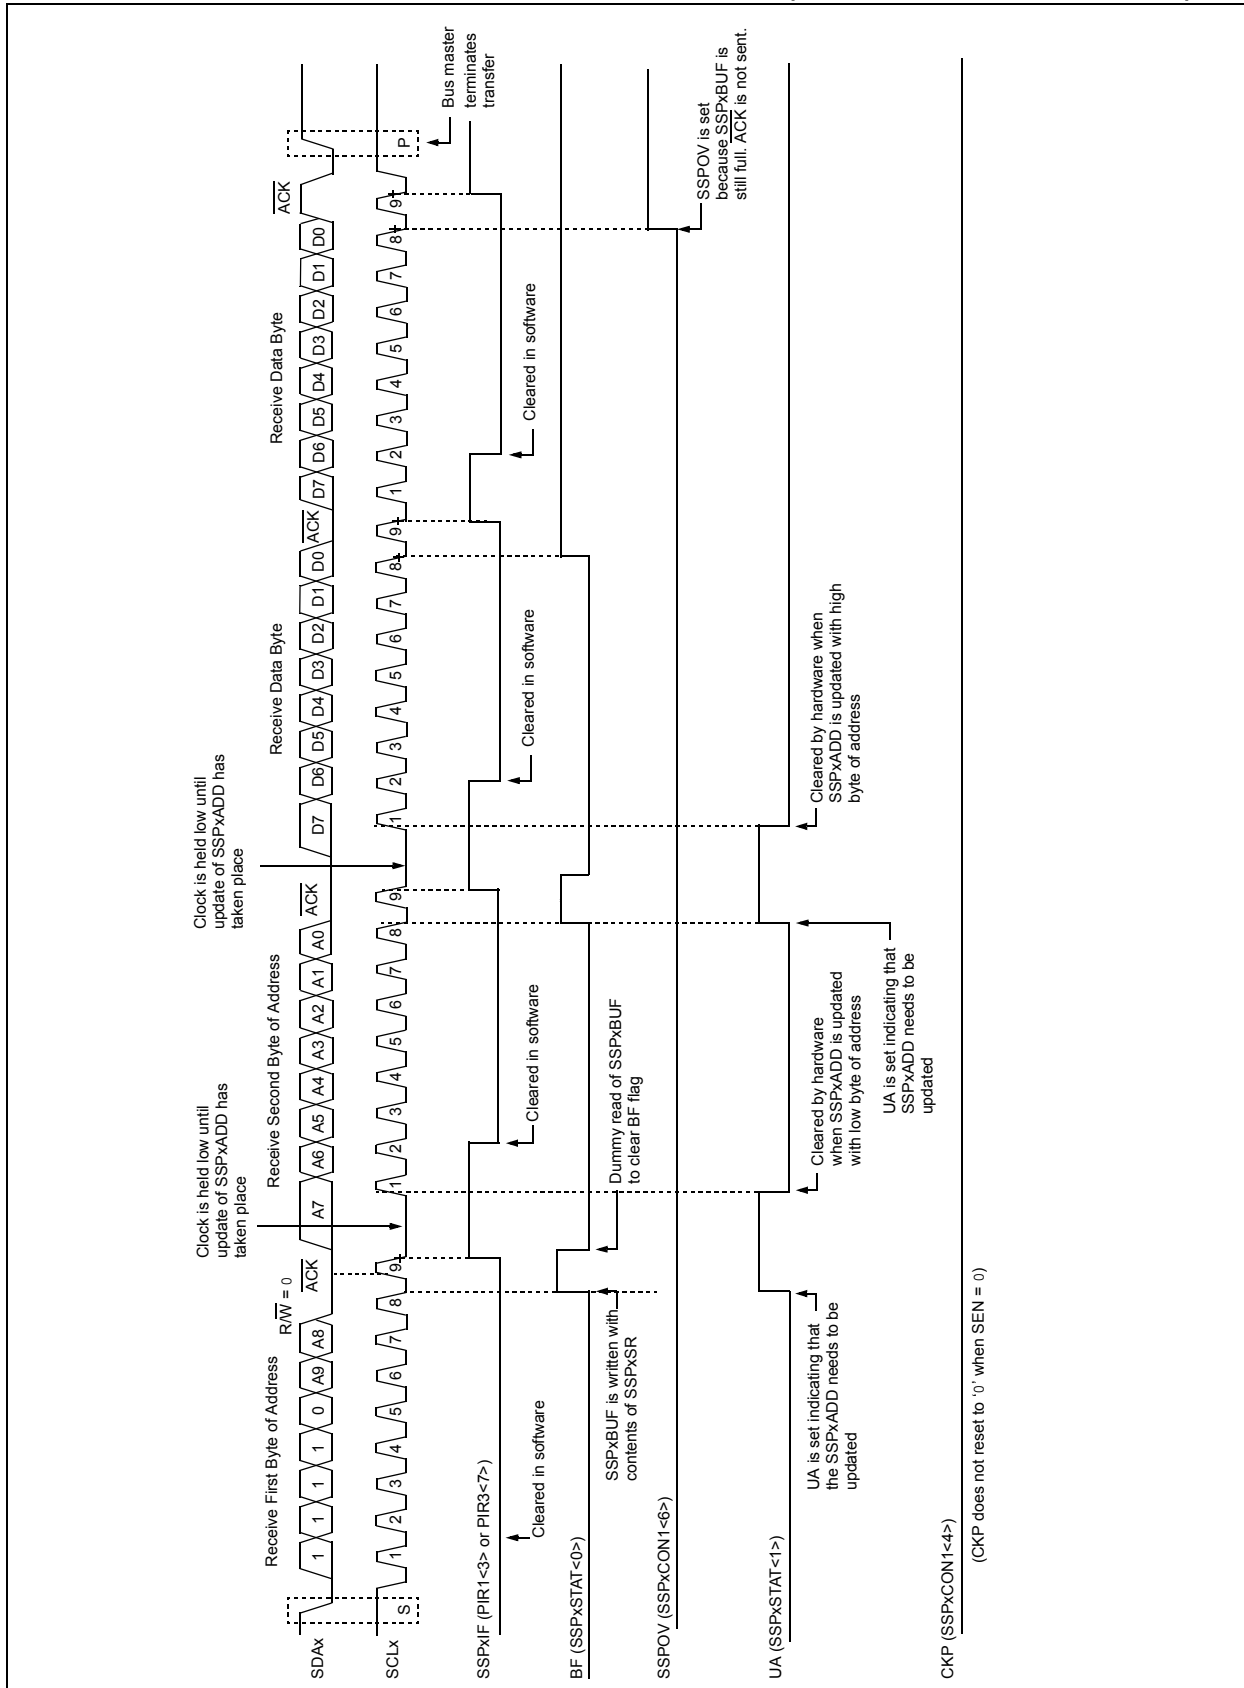 Receive First Byte of Address
R/W = 0
ACK
Clock is held low until
update of SSPxADD has
taken place
Receive Second Byte of Address
ACK
Clock is held low until
update of SSPxADD has
taken place
Receive Data Byte
ACK
Receive Data Byte
ACK
SDAx
1 1 1 1 0 A9 A8 A7 A6 A5 A4 A3 A2 A1 A0 D7 D6 D5 D4 D3 D2 D1 D0 D7 D6 D5 D4 D3 D2 D1 D0
SCLx
S 1 2 3 4 5 6 7 8 9 1 2 3 4 5 6 7 8 9 1 2 3 4 5 6 7 8 9 1 2 3 4 5 6 7 8 9 P
Bus master
terminates
transfer
SSPxIF (PIR1<3> or PIR3<7>)
Cleared in software
Cleared in software
Cleared in software
Cleared in software
BF (SSPxSTAT<0>)
SSPxBUF is written with
contents of SSPxSR
Dummy read of SSPxBUF
to clear BF flag
SSPOV (SSPxCON1<6>)
SSPOV is set
because SSPxBUF is
still full. ACK is not sent.
UA (SSPxSTAT<1>)
UA is set indicating that
the SSPxADD needs to be
updated
Cleared by hardware
when SSPxADD is updated
with low byte of address
UA is set indicating that
SSPxADD needs to be
updated
Cleared by hardware when
SSPxADD is updated with high
byte of address
CKP (SSPxCON1<4>)
(CKP does not reset to ‘0’ when SEN = 0)